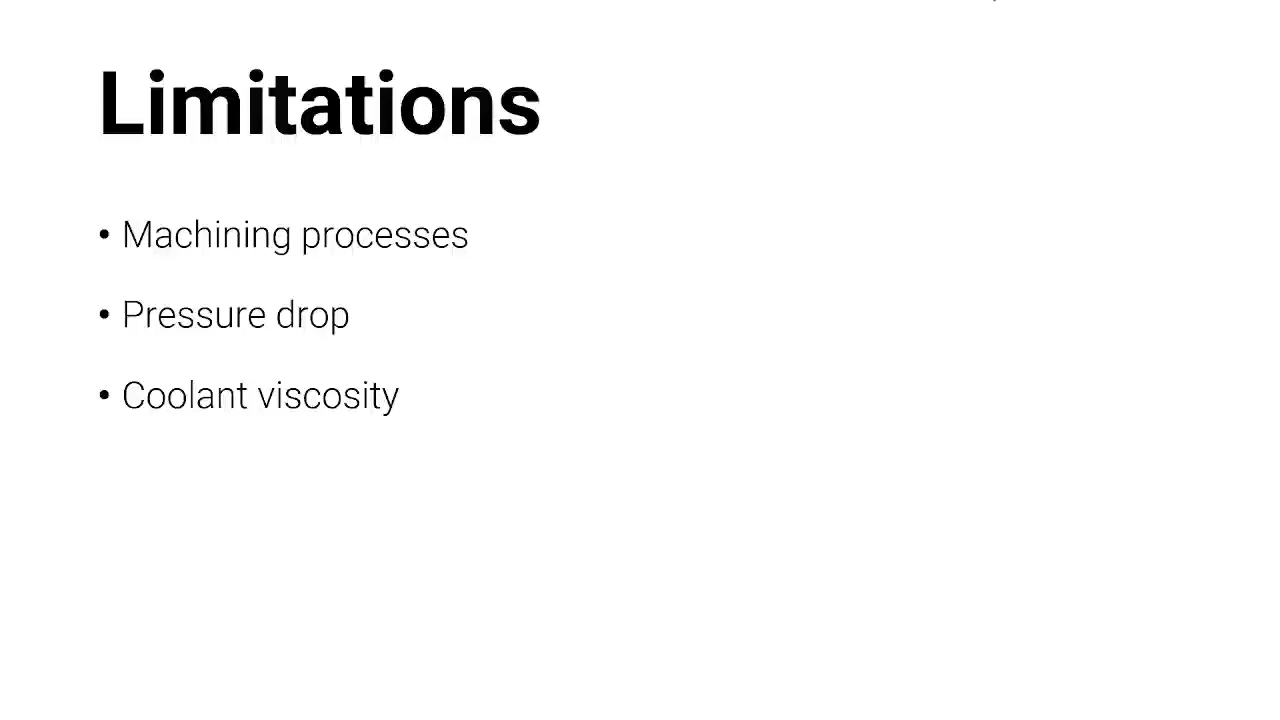 Limitations
• Machining processes
• Pressure drop
• Coolant viscosity